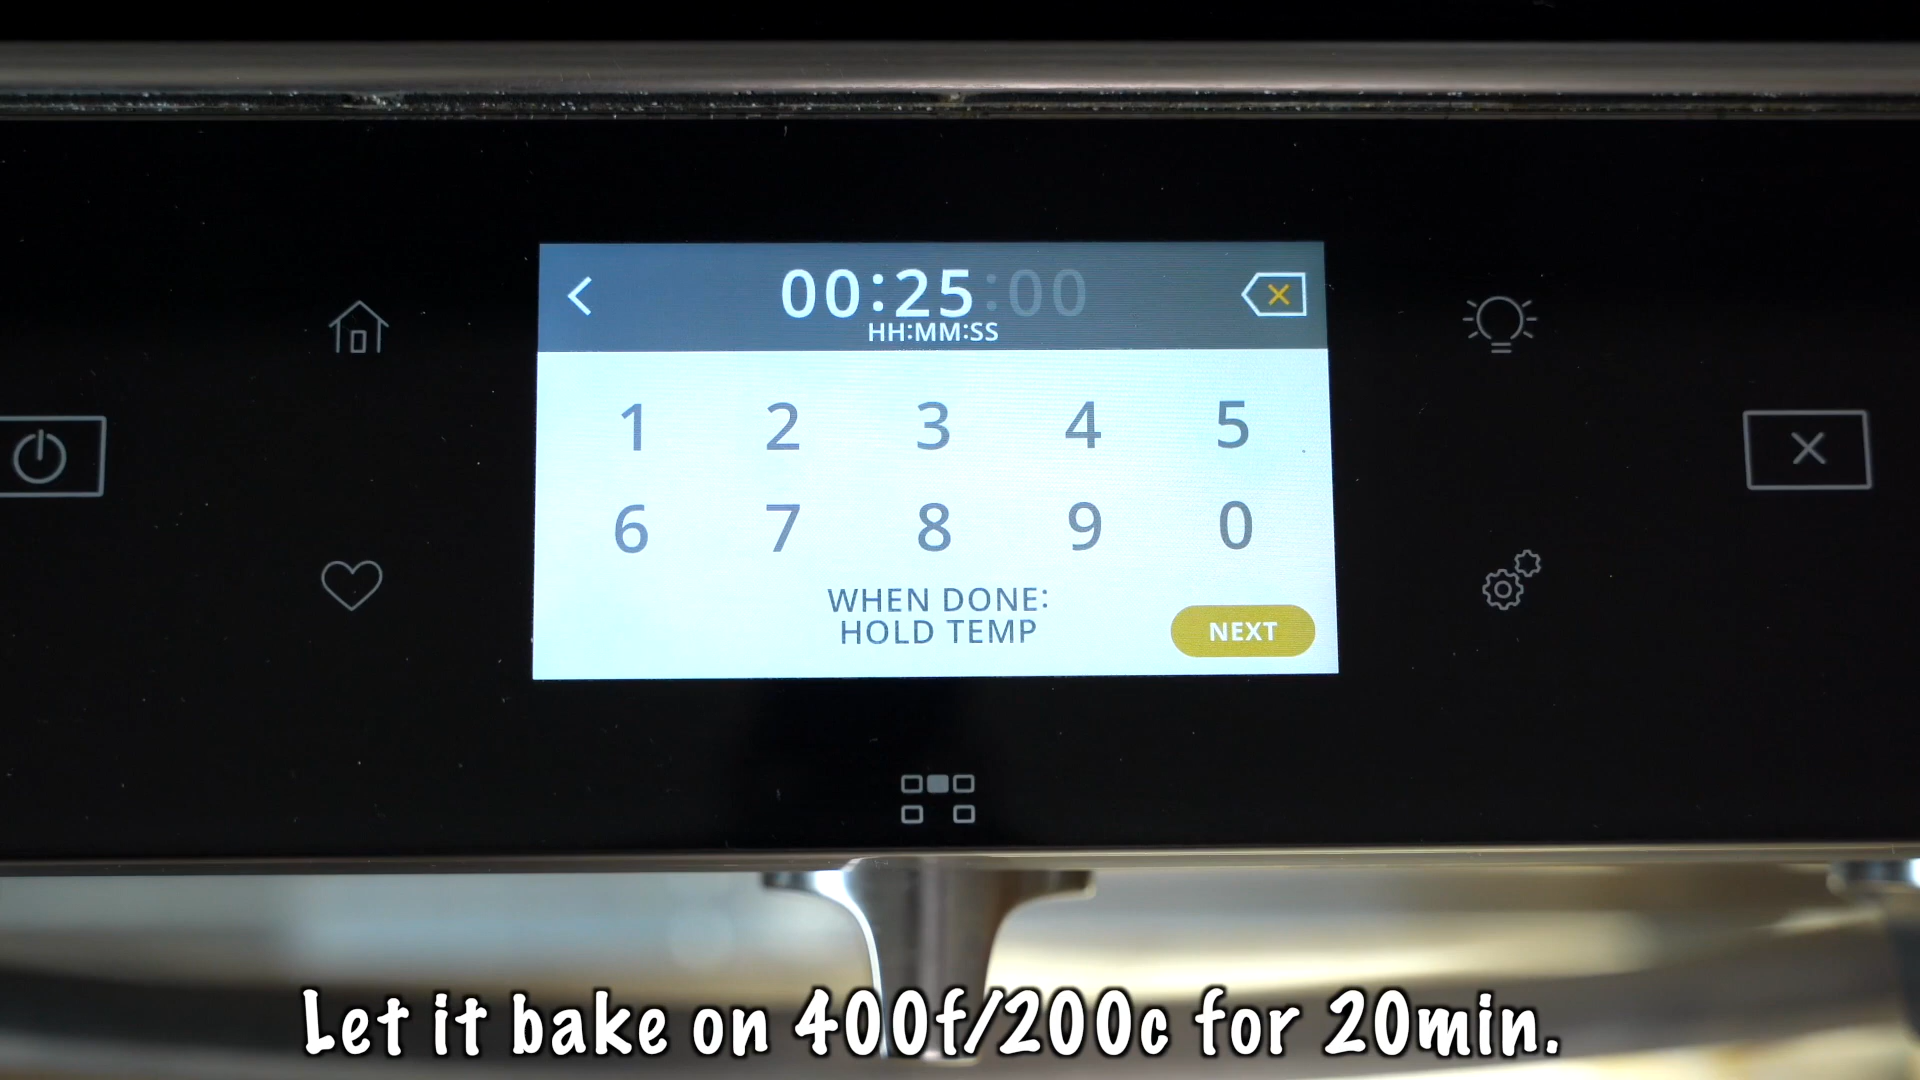 00:25:00
HH:MM:SS
1 2 3 4 5
6 7 8 9 0
WHEN DONE:
HOLD TEMP
NEXT
Let it bake on 400f/200c for 20min.